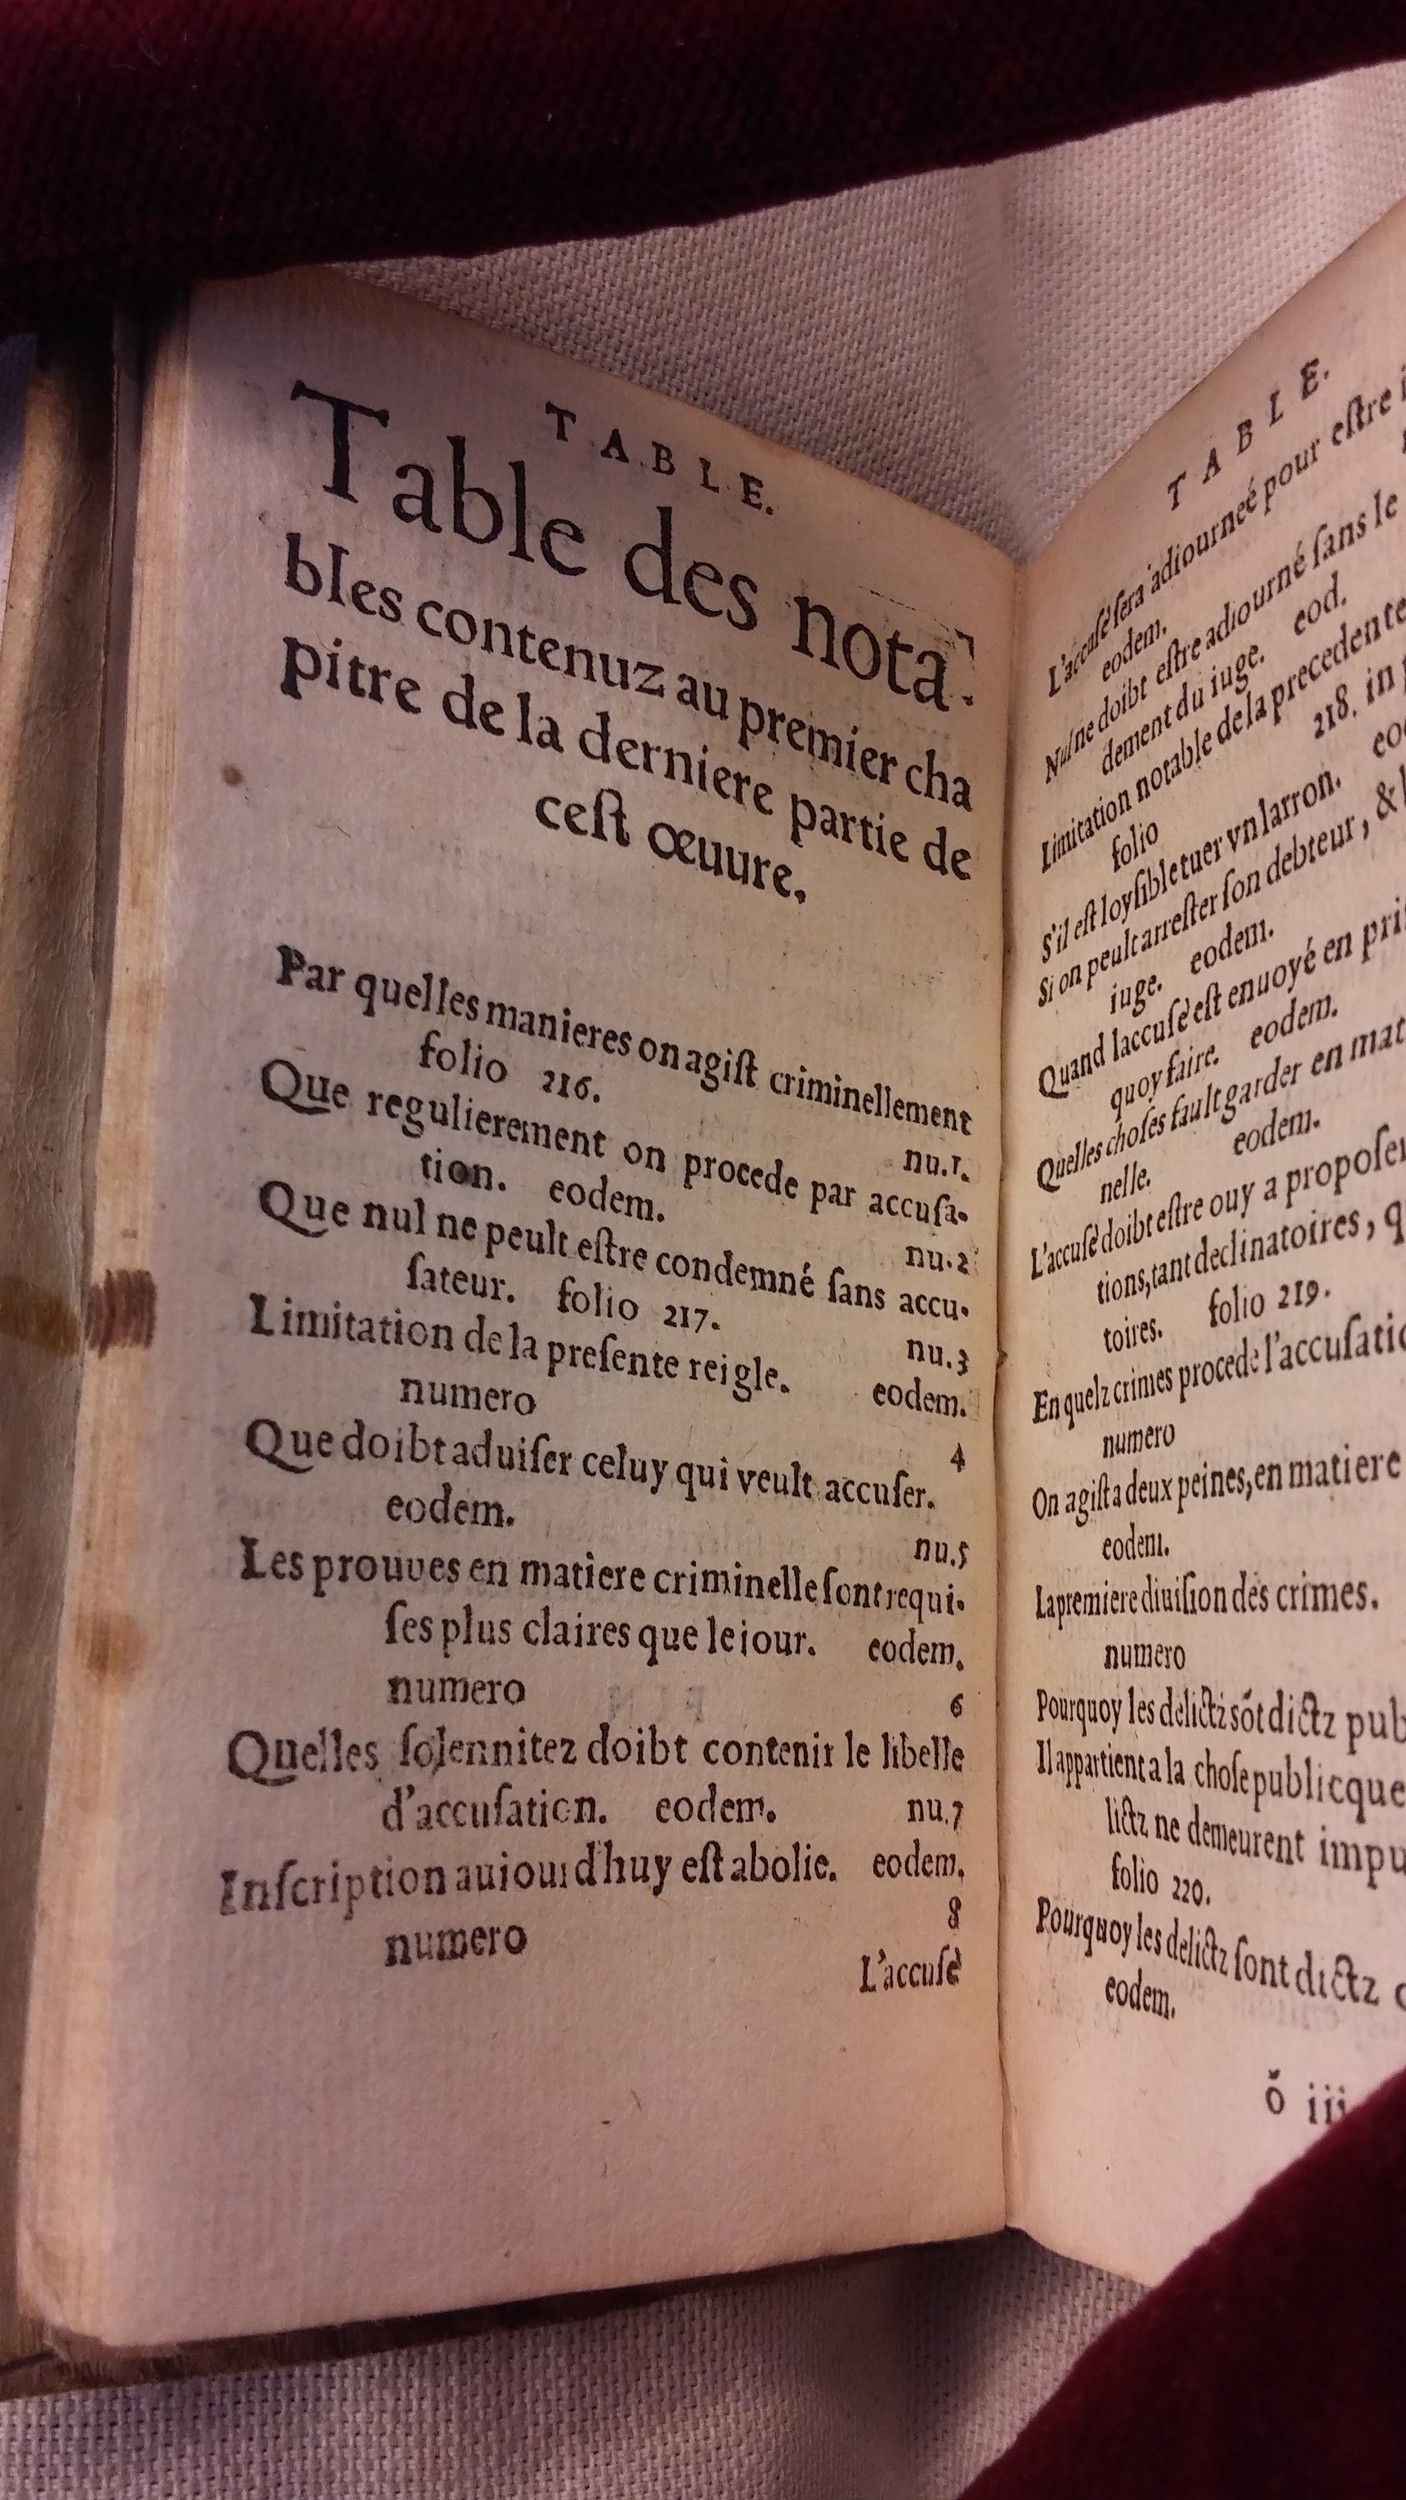 TABLE.
Table des nota-
bles contenuz au premier cha
pitre de la derniere partie de
ceſt œuure.
Par quelles manieres on agiſt criminellement
folio 216. nu.1.
Que regulierement on procede par accuſa-
tion. eodem. nu.2
Que nul ne peult eſtre condemné ſans accu-
ſateur. folio 217. nu.3
Limitation de la preſente reigle. eodem.
numero 4
Que doibt aduiſer celuy qui veult accuſer.
eodem. nu.5
Les prouues en matiere criminelle ſont requi-
ſes plus claires que le iour. eodem.
numero 6
Quelles ſolennitez doibt contenir le libelle
d'accuſation. eodem. nu.7
Inſcription auiourd'huy eſt abolie. eodem.
numero 8
L'accuſé
TABLE.
L'accuſé ſera adiourneé pour eſtre
eodem.
Nul ne doibt eſtre adiourné ſans le
dement du iuge. eod.
Limitation notable de la precedente
folio 218. in
S'il eſt loyſible tuer vn larron.
Si on peult arreſter ſon debteur, &
iuge. eodem.
Quand laccuſé eſt enuoyé en
quoy faire. eodem.
Quelles choſes fault garder en
nelle. eodem.
L'accuſé doibt eſtre ouy a
tions, tant declinatoires,
toires. folio 219.
En quelz crimes procede
numero
On agiſt a deux peines, en matiere
eodem.
La premiere diuiſion des crimes.
numero
Pourquoy les delictz sõt dictz
Il appartient a la choſe publicque
lictz ne demeurent
folio 220.
Pourquoy les delictz ſont dictz
eodem.
õ iii